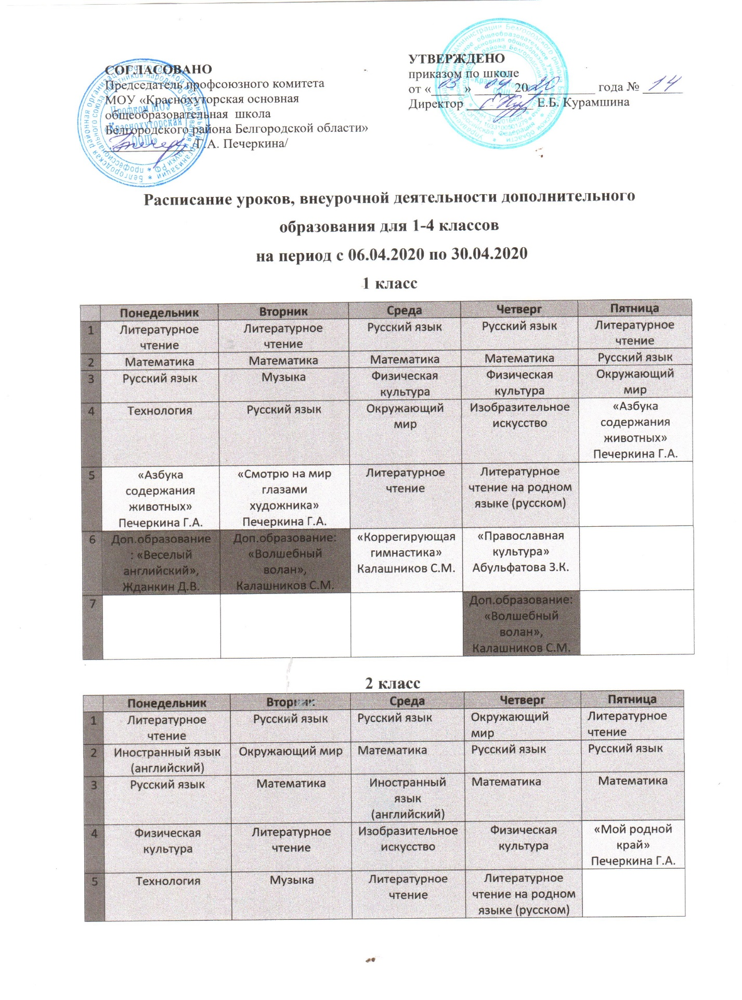 СОГЛАСОВАНО
Председатель профсоюзного комитета
МОУ «Краснохуторская основная
общеобразовательная школа
Белгородского района Белгородской области»
/Г.А. Печеркина/
Профком МОУ
«Краснохуторская
ООШ»
УТВЕРЖДЕНО
приказом по школе
от «03» 04 2020 года № 14
Директор Е.Б. Курамшина
Расписание уроков, внеурочной деятельности дополнительного
образования для 1-4 классов
на период с 06.04.2020 по 30.04.2020
1 класс
Понедельник Вторник Среда Четверг Пятница
1 Литературное чтение Литературное чтение Русский язык Русский язык Литературное чтение
2 Математика Математика Математика Математика Русский язык
3 Русский язык Музыка Физическая культура Физическая культура Окружающий мир
4 Технология Русский язык Окружающий мир Изобразительное искусство «Азбука содержания животных» Печеркина Г.А.
5 «Азбука содержания животных» Печеркина Г.А. «Смотрю на мир глазами художника» Печеркина Г.А. Литературное чтение Литературное чтение на родном языке (русском)
6 Доп.образование : «Веселый английский», Жданкин Д.В. Доп.образование: «Волшебный волан», Калашников С.М. «Коррегирующая гимнастика» Калашников С.М. «Православная культура» Абульфатова З.К.
7 Доп.образование: «Волшебный волан», Калашников С.М.
2 класс
Понедельник Вторник Среда Четверг Пятница
1 Литературное чтение Русский язык Русский язык Окружающий мир Литературное чтение
2 Иностранный язык (английский) Окружающий мир Математика Русский язык Русский язык
3 Русский язык Математика Иностранный язык (английский) Математика Математика
4 Физическая культура Литературное чтение Изобразительное искусство Физическая культура «Мой родной край» Печеркина Г.А.
5 Технология Музыка Литературное чтение Литературное чтение на родном языке (русском)